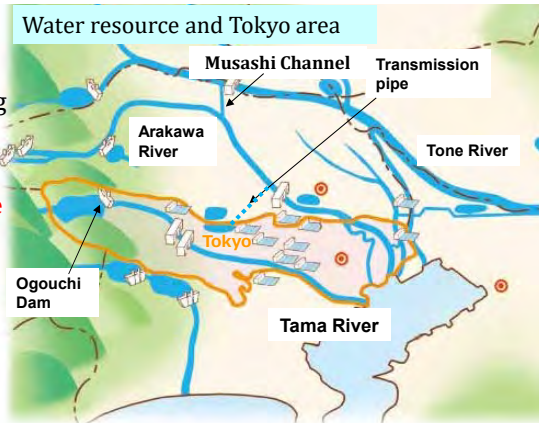 Water resource and Tokyo area
Musashi Channel
Transmission
pipe
g
Arakawa
River
Tone River
e
Tokyo
Ogouchi
Dam
Tama River